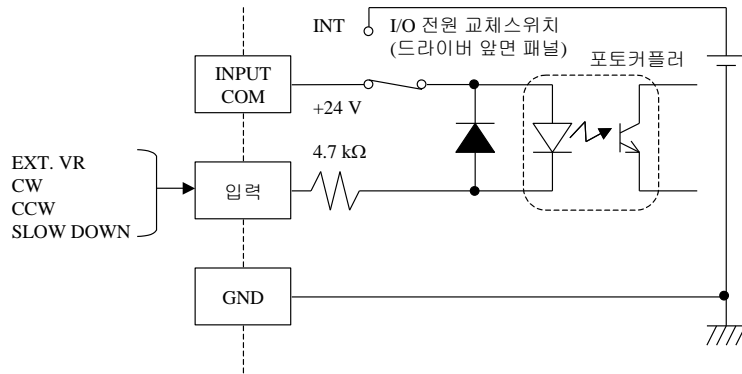 INT
I/O 전원 교체스위치
(드라이버 앞면 패널)
포토커플러
INPUT
COM
+24 V
4.7 kΩ
EXT. VR
CW
CCW
SLOW DOWN
입력
GND